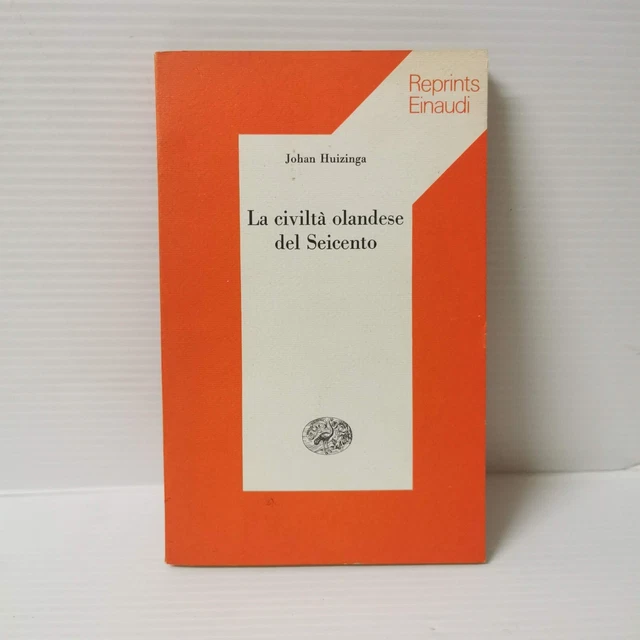 Reprints
Einaudi
Johan Huizinga
La civiltà olandese
del Seicento